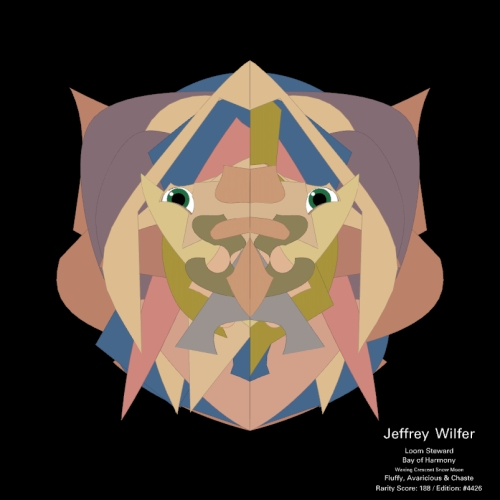 Jeffrey Wilfer
Loom Steward
Bay of Harmony
Waxing Crescent Snow Moon
Fluffy, Avaricious & Chaste
Rarity Score: 188 / Edition: #4426